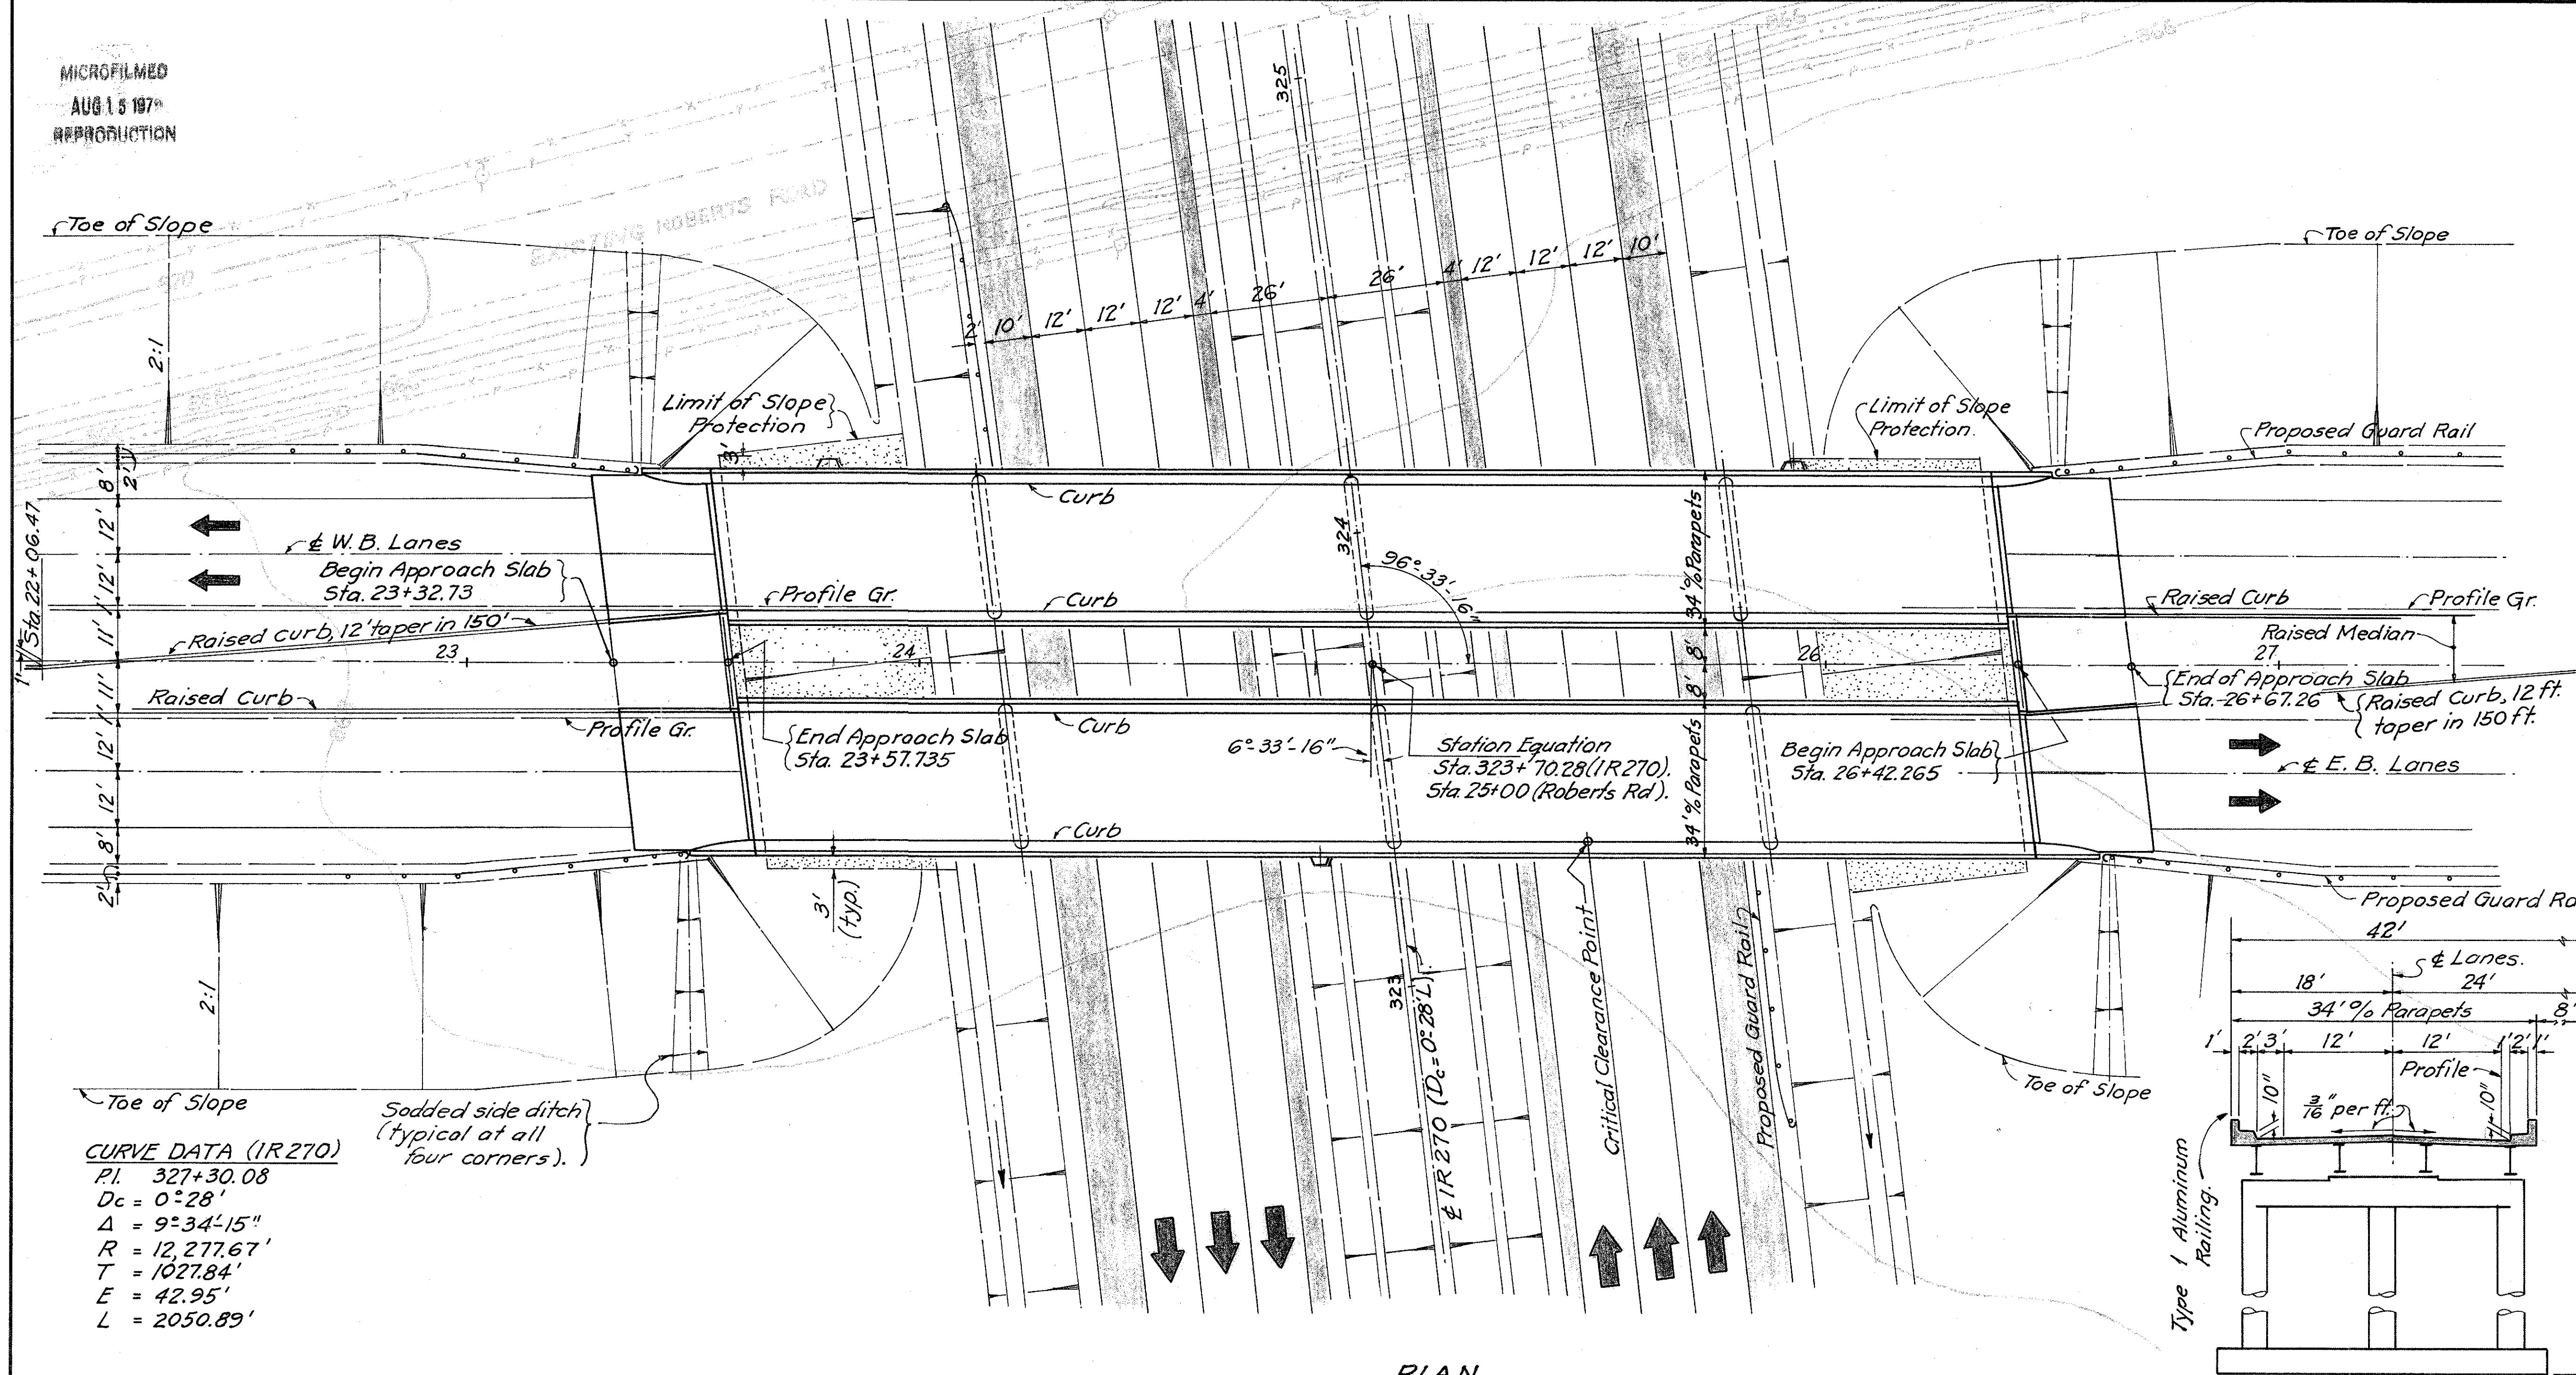 MICROFILMED
AUG 15 197
REPRODUCTION
EXISTING ROBERTS ROAD
325
866
Toe of Slope
Toe of Slope
2:1
2' 10' 12' 12' 12' 4' 26' 26' 4' 12' 12' 12' 10'
Limit of Slope
Protection
Limit of Slope
Protection.
Proposed Guard Rail
3'
8'
2'
Curb
1'
Sta. 22+06.47
12'
₵ W.B. Lanes
324
96°-33'-16"
34' º/o Parapets
Begin Approach Slab
Sta. 23+32.73
12'
1'
Profile Gr.
Curb
Raised Curb
Profile Gr.
Raised Curb, 12' taper in 150'
11'
Raised Median
23
24
8'
26
27
11'
8'
Raised Curb
1'
Profile Gr.
Curb
End of Approach Slab
Sta.-26+67.26
Raised Curb, 12 ft.
taper in 150 ft.
12'
End Approach Slab
Sta. 23+57.735
6°-33'-16"
Station Equation
Sta. 323+70.28 (IR270).
Sta. 25+00 (Roberts Rd).
Begin Approach Slab
Sta. 26+42.265
₵ E.B. Lanes
12'
34' º/o Parapets
Curb
8'
2'
3'
(typ.)
Proposed Guard Ra
2:1
323
₵ IR270 (Dc = 0°-28' L).
Critical Clearance Point
Proposed Guard Rail
42'
₵ Lanes.
18' 24'
34' º/o Parapets 8'
1' 2' 3' 12' 12' 1' 2' 1'
Profile
10" 3/16" per ft. 10"
Type 1 Aluminum
Railing.
Toe of Slope
Toe of Slope
Sodded side ditch
(typical at all
four corners).
CURVE DATA (IR270)
P.I. 327+30.08
Dc = 0°28'
Δ = 9°-34'-15"
R = 12,277.67'
T = 1027.84'
E = 42.95'
L = 2050.89'
PLAN